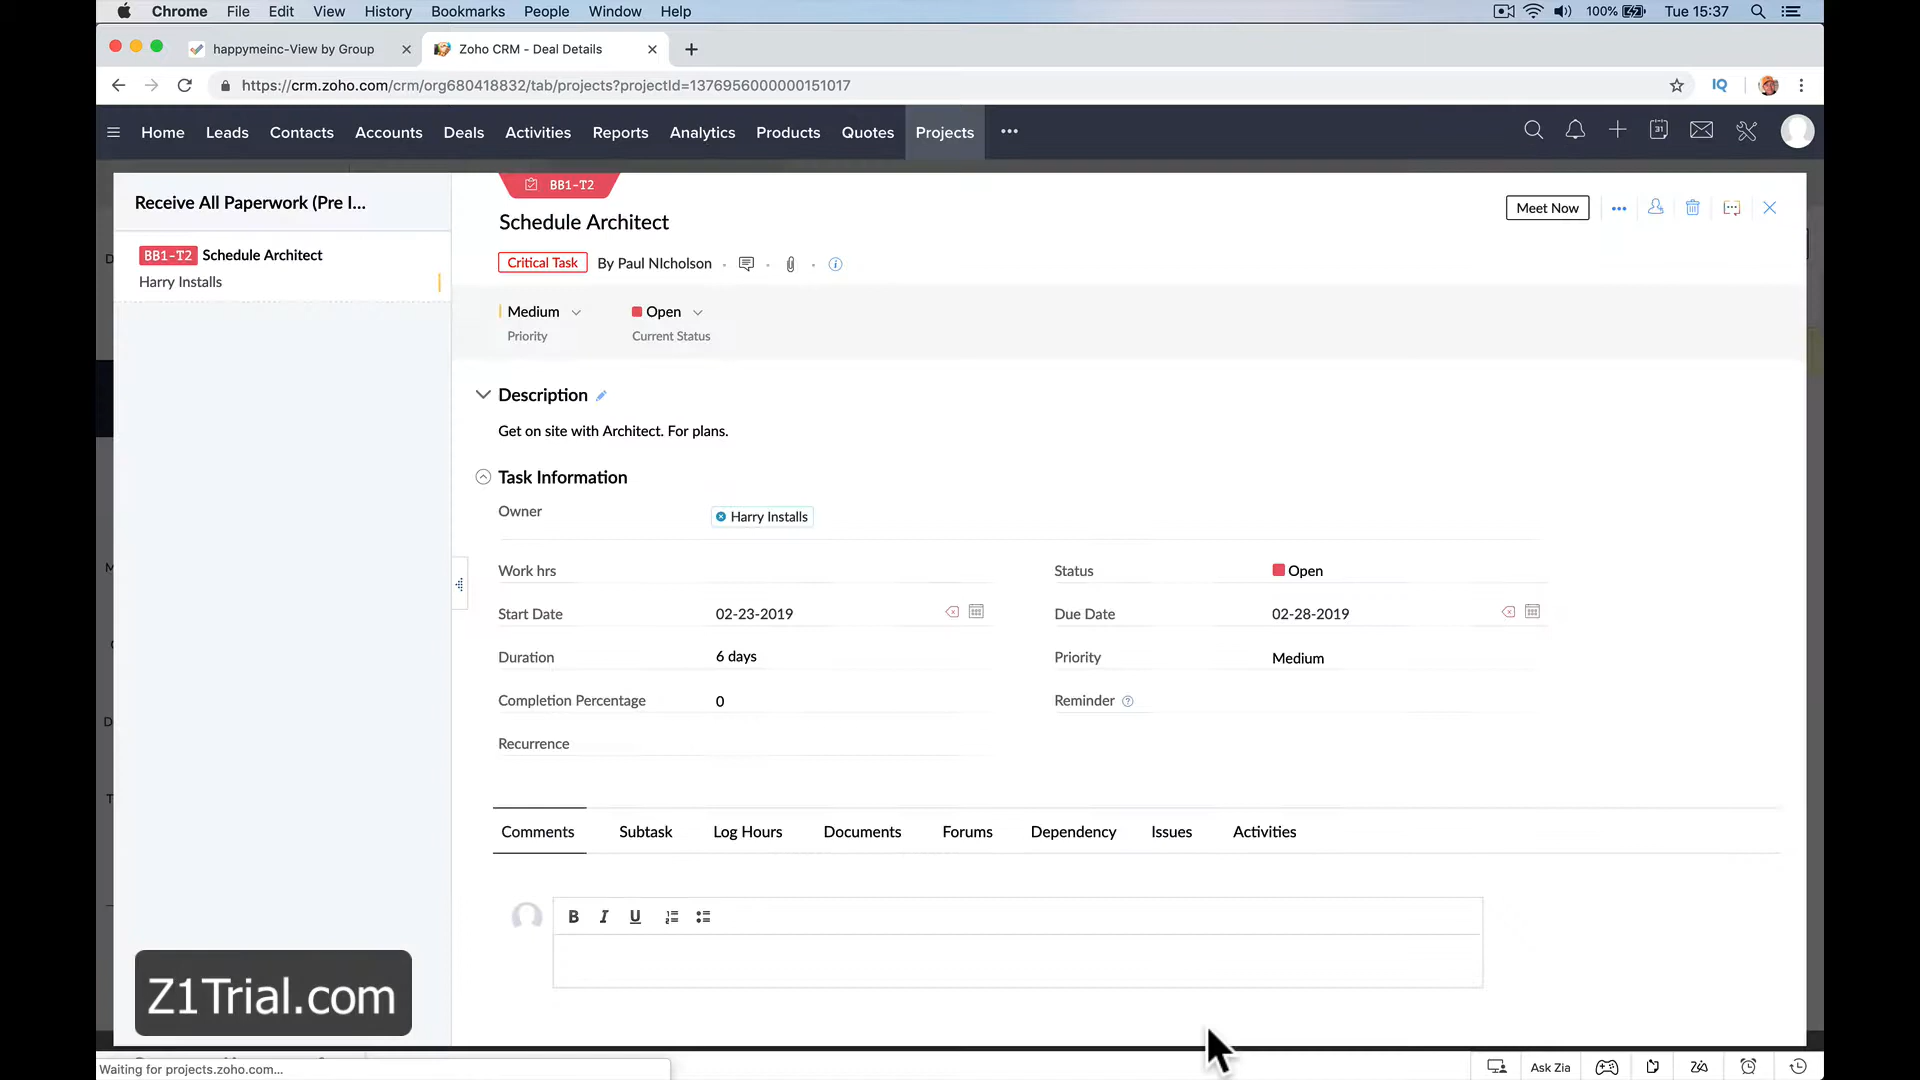 Chrome File Edit View History Bookmarks People Window Help 100% Tue 15:37
happymeinc-View by Group Zoho CRM - Deal Details
https://crm.zoho.com/crm/org680418832/tab/projects?projectId=1376956000000151017 IQ
Home Leads Contacts Accounts Deals Activities Reports Analytics Products Quotes Projects ••• 31
Receive All Paperwork (Pre I...
BB1-T2 Schedule Architect
Harry Installs
BB1-T2
Schedule Architect
Meet Now
Critical Task By Paul NIcholson
Medium Open
Priority Current Status
Description
Get on site with Architect. For plans.
Task Information
Owner Harry Installs
Work hrs Status Open
Start Date 02-23-2019 Due Date 02-28-2019
Duration 6 days Priority Medium
Completion Percentage 0 Reminder
Recurrence
Comments Subtask Log Hours Documents Forums Dependency Issues Activities
B I U
Z1Trial.com
Waiting for projects.zoho.com...
Ask Zia